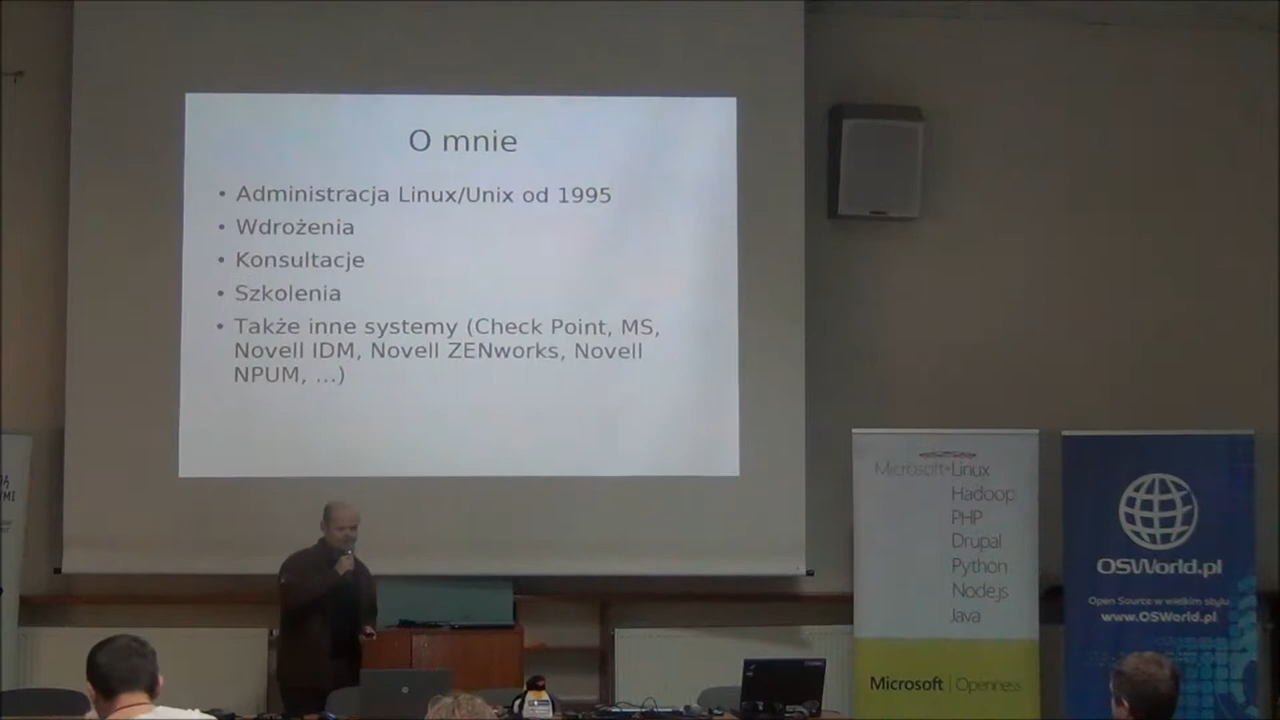 O mnie
• Administracja Linux/Unix od 1995
• Wdrożenia
• Konsultacje
• Szkolenia
• Także inne systemy (Check Point, MS,
Novell IDM, Novell ZENworks, Novell
NPUM, ...)
Microsoft+Linux
Hadoop
PHP
Drupal
Python
Node.js
Java
Microsoft | Openness
OSWorld.pl
Open Source w wielkim stylu
www.OSWorld.pl